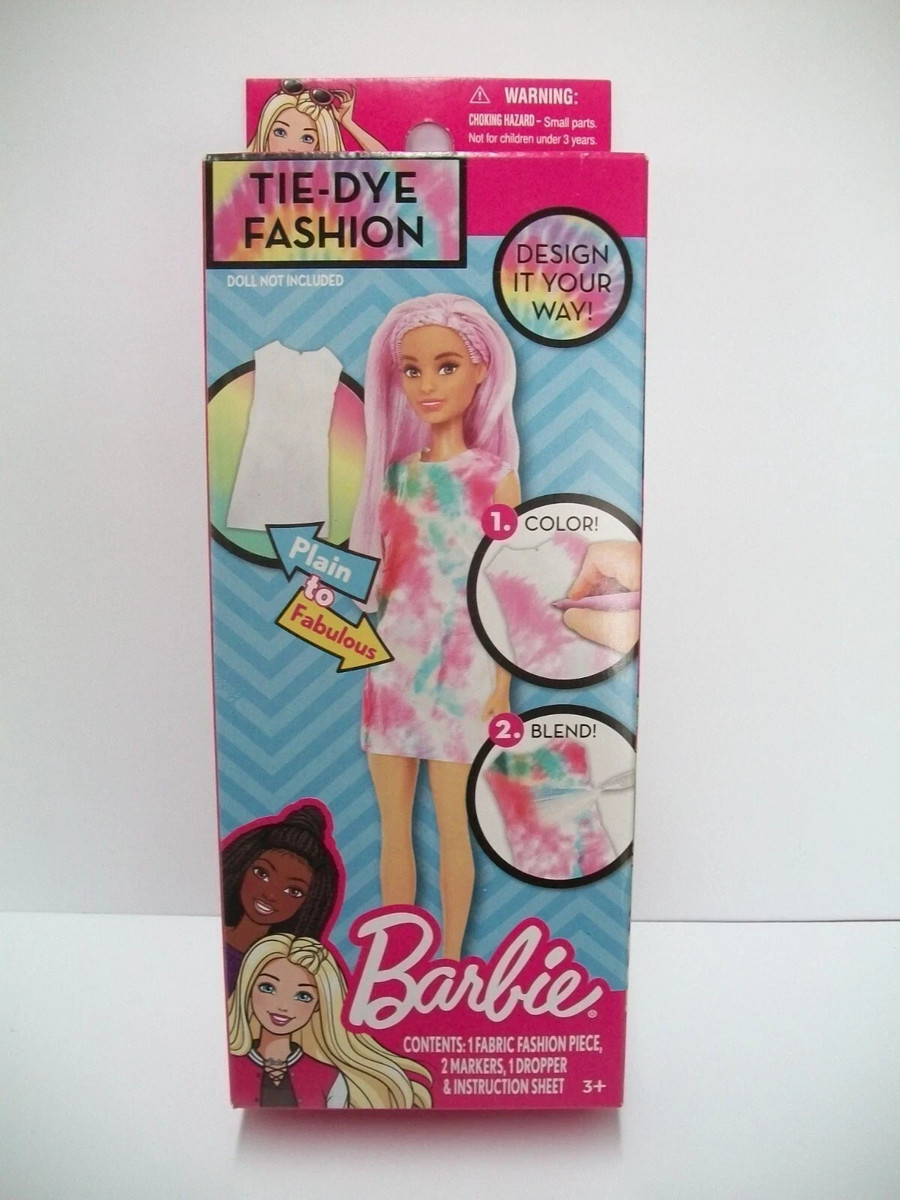 WARNING:
CHOKING HAZARD – Small parts.
Not for children under 3 years.
TIE-DYE
FASHION
DOLL NOT INCLUDED
DESIGN
IT YOUR
WAY!
Plain
to
Fabulous
1. COLOR!
2. BLEND!
Barbie®
CONTENTS: 1 FABRIC FASHION PIECE,
2 MARKERS, 1 DROPPER
& INSTRUCTION SHEET 3+